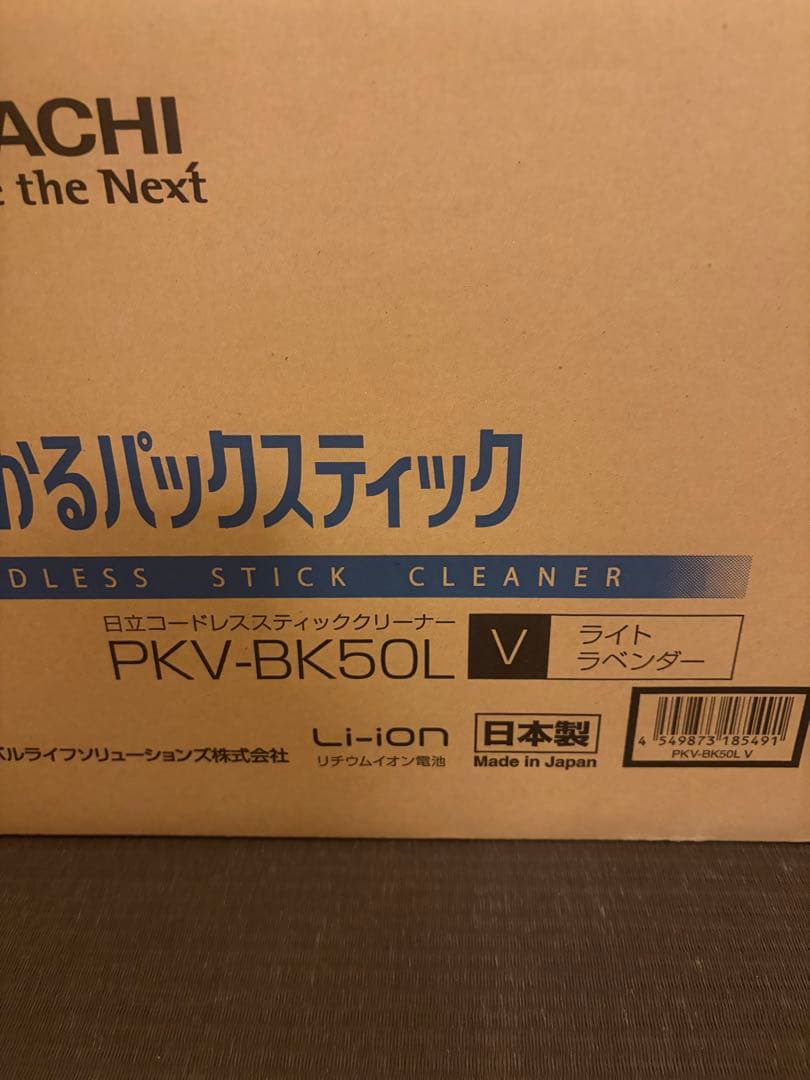 ACHI
e the Next
かるパックスティック
DLESS STICK CLEANER
日立コードレススティッククリーナー
PKV-BK50L V ライト
ラベンダー
ベルライフソリューションズ株式会社
Li-ion
リチウムイオン電池
日本製
Made in Japan
4 549873 185491
PKV-BK50L V